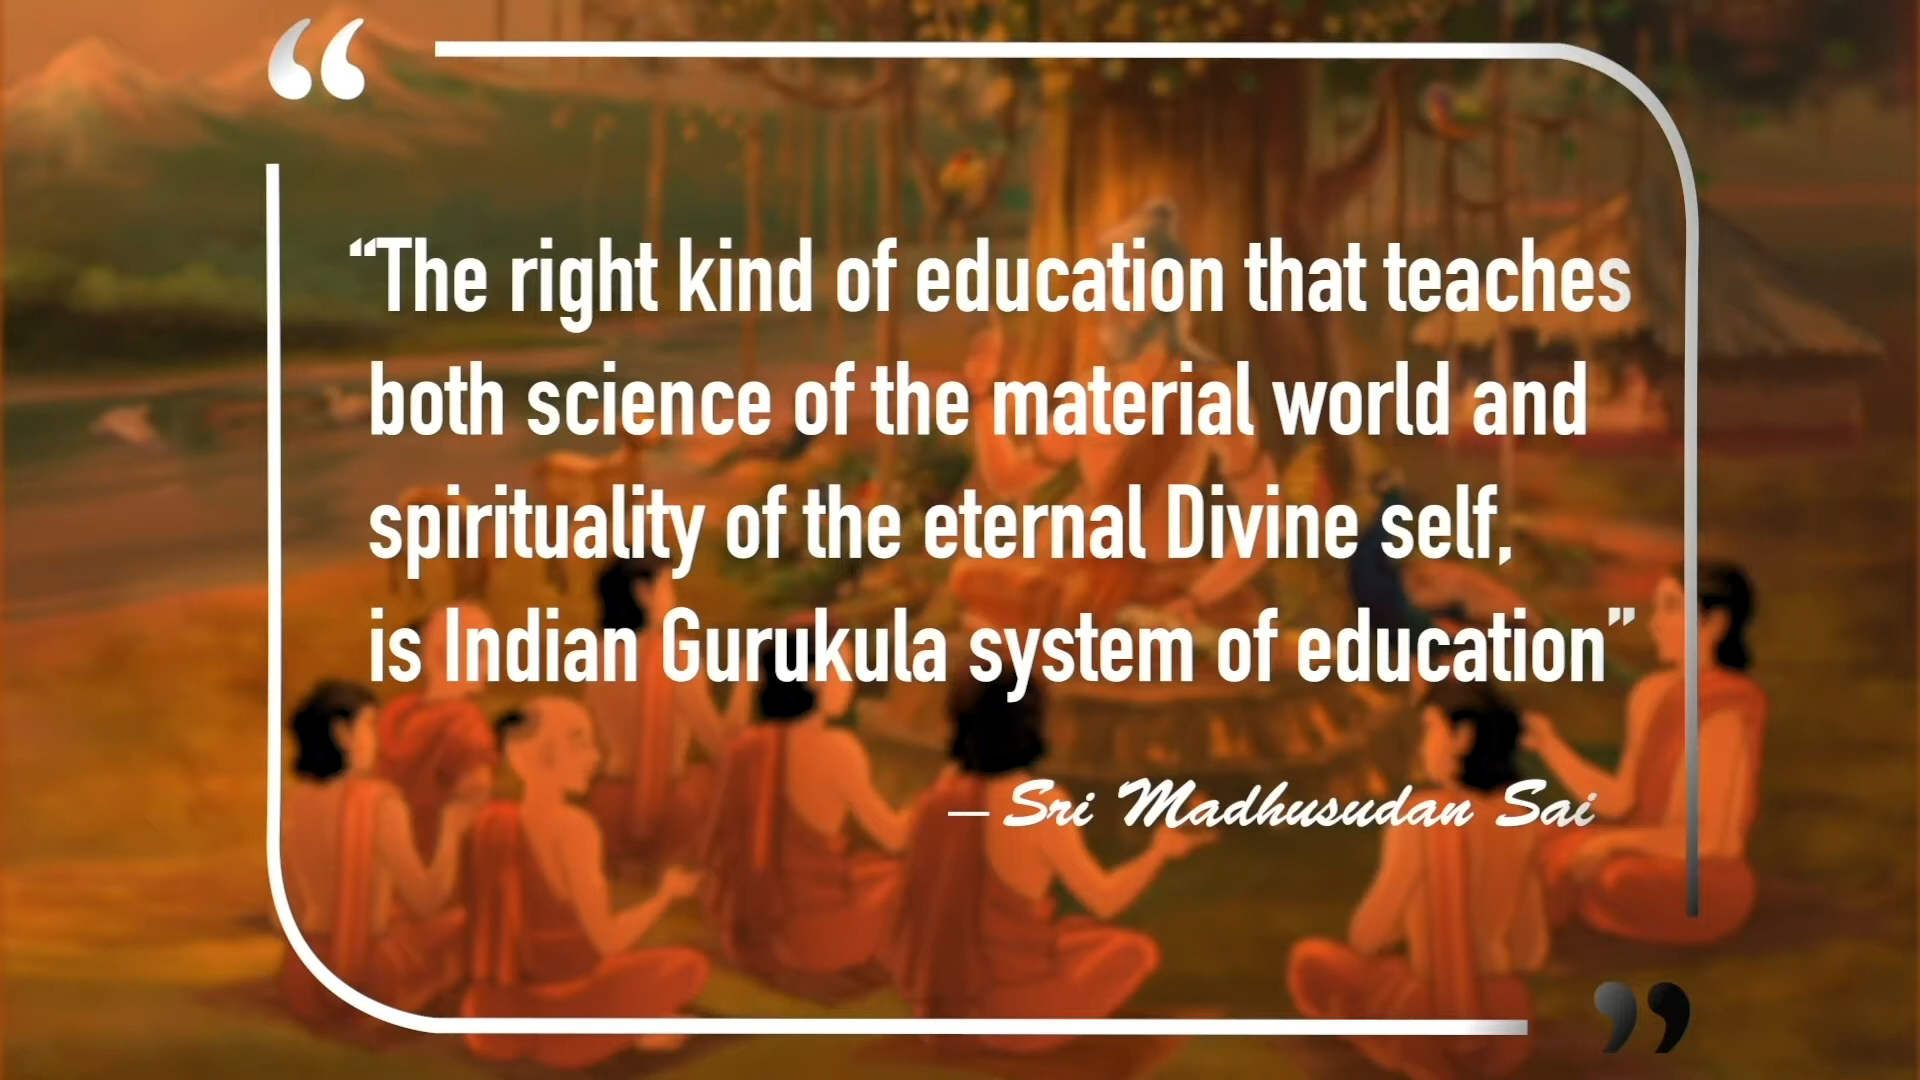 “The right kind of education that teaches
both science of the material world and
spirituality of the eternal Divine self,
is Indian Gurukula system of education”
— Sri Madhusudan Sai